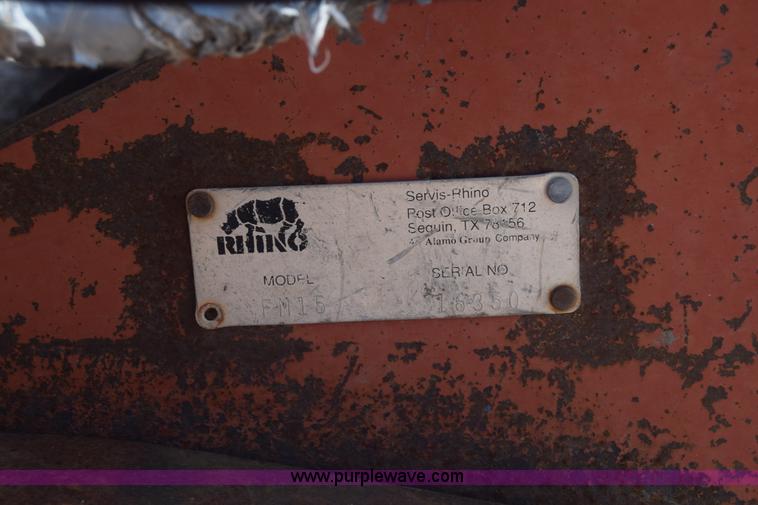 RHINO
Servis-Rhino
Post Office Box 712
Seguin, TX 78156
An Alamo Group Company
MODEL
SERIAL NO.
FM15
16350
www.purplewave.com